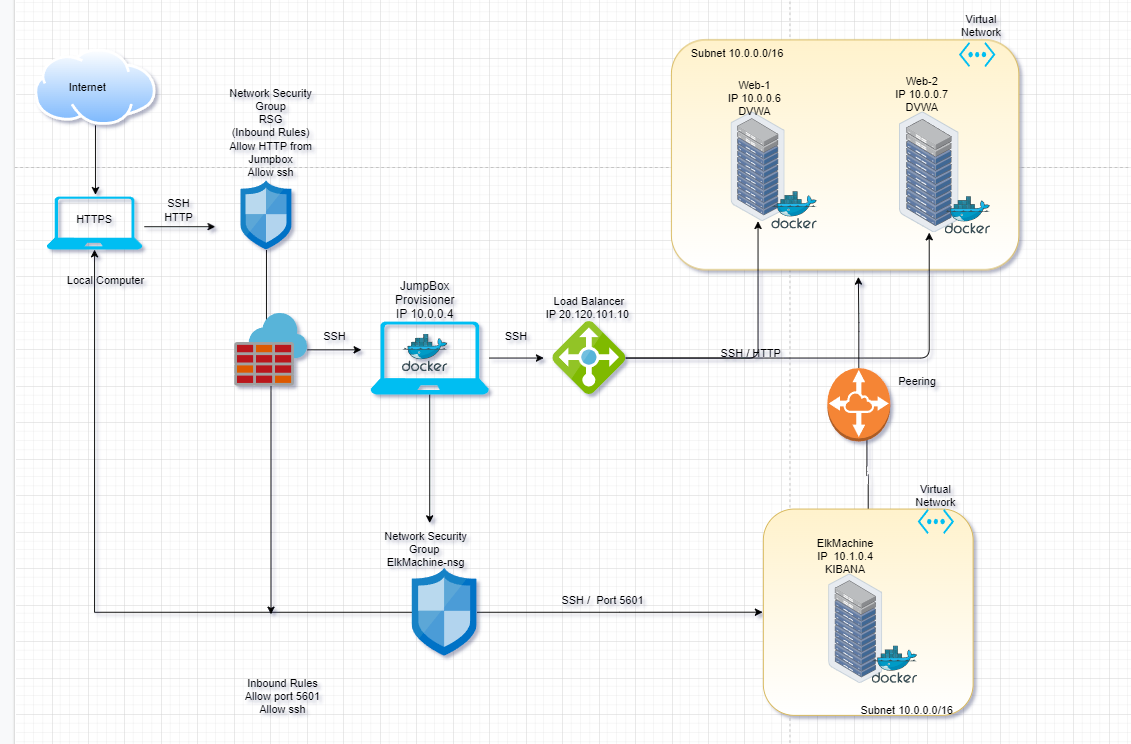 Virtual
Network
Subnet 10.0.0.0/16
Web-1
IP 10.0.0.6
DVWA
docker
Web-2
IP 10.0.0.7
DVWA
docker
Internet
Network Security
Group
RSG
(Inbound Rules)
Allow HTTP from
Jumpbox
Allow ssh
HTTPS
SSH
HTTP
Local Computer
JumpBox
Provisioner
IP 10.0.0.4
docker
SSH
SSH
Load Balancer
IP 20.120.101.10
SSH / HTTP
Peering
Network Security
Group
ElkMachine-nsg
SSH / Port 5601
Virtual
Network
ElkMachine
IP 10.1.0.4
KIBANA
docker
Subnet 10.0.0.0/16
Inbound Rules
Allow port 5601
Allow ssh